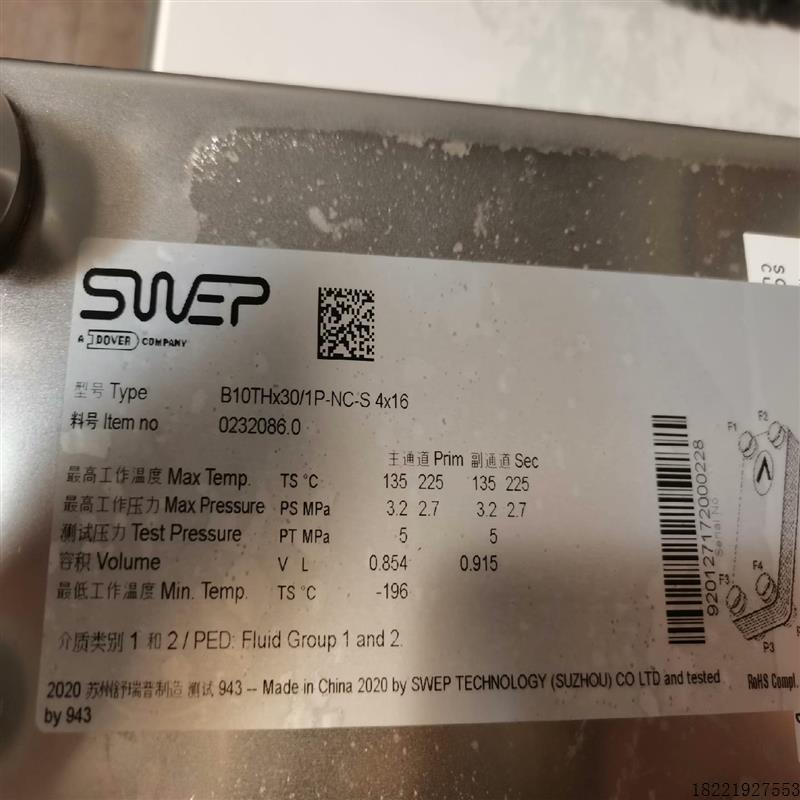 SWEP
A DOVER COMPANY
型号 Type B10THx30/1P-NC-S 4x16
料号 Item no 0232086.0
主通道 Prim 副通道 Sec
最高工作温度 Max Temp. TS °C 135 225 135 225
最高工作压力 Max Pressure PS MPa 3.2 2.7 3.2 2.7
测试压力 Test Pressure PT MPa 5 5
容积 Volume V L 0.854 0.915
最低工作温度 Min. Temp. TS °C -196
介质类别 1 和 2 / PED: Fluid Group 1 and 2.
2020 苏州舒瑞普制造 测试 943 -- Made in China 2020 by SWEP TECHNOLOGY (SUZHOU) CO LTD and tested
by 943
920127172000228
Serial No
F1
F2
F3
F4
P3
RoHS Compl.
18221927553